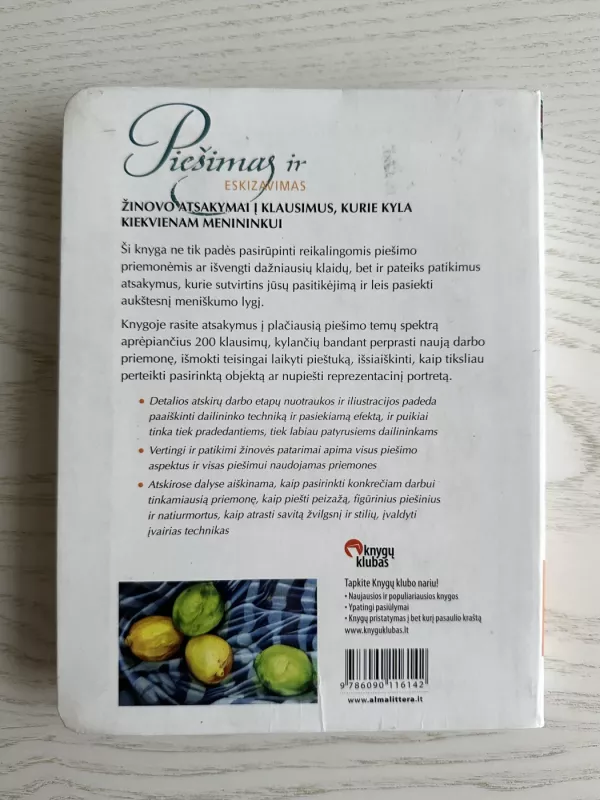 Piešimas ir
ESKIZAVIMAS
ŽINOVO ATSAKYMAI Į KLAUSIMUS, KURIE KYLA
KIEKVIENAM MENININKUI
Ši knyga ne tik padės pasirūpinti reikalingomis piešimo
priemonėmis ar išvengti dažniausių klaidų, bet ir pateiks patikimus
atsakymus, kurie sutvirtins jūsų pasitikėjimą ir leis pasiekti
aukštesnį meniškumo lygį.
Knygoje rasite atsakymus į plačiausią piešimo temų spektrą
aprėpiančius 200 klausimų, kylančių bandant perprasti naują darbo
priemonę, išmokti teisingai laikyti pieštuką, išsiaiškinti, kaip tiksliau
perteikti pasirinktą objektą ar nupiešti reprezentacinį portretą.
• Detalios atskirų darbo etapų nuotraukos ir iliustracijos padeda
paaiškinti dailininko techniką ir pasiekiamą efektą, ir puikiai
tinka tiek pradedantiems, tiek labiau patyrusiems dailininkams
• Vertingi ir patikimi žinovės patarimai apima visus piešimo
aspektus ir visas piešimui naudojamas priemones
• Atskirose dalyse aiškinama, kaip pasirinkti konkrečiam darbui
tinkamiausią priemonę, kaip piešti peizažą, figūrinius piešinius
ir natiurmortus, kaip atrasti savitą žvilgsnį ir stilių, įvaldyti
įvairias technikas
knygų
klubas
Tapkite Knygų klubo nariu!
• Naujausios ir populiariausios knygos
• Ypatingi pasiūlymai
• Knygų pristatymas į bet kurį pasaulio kraštą
www.knyguklubas.lt
9 786090 116142
www.almalittera.lt